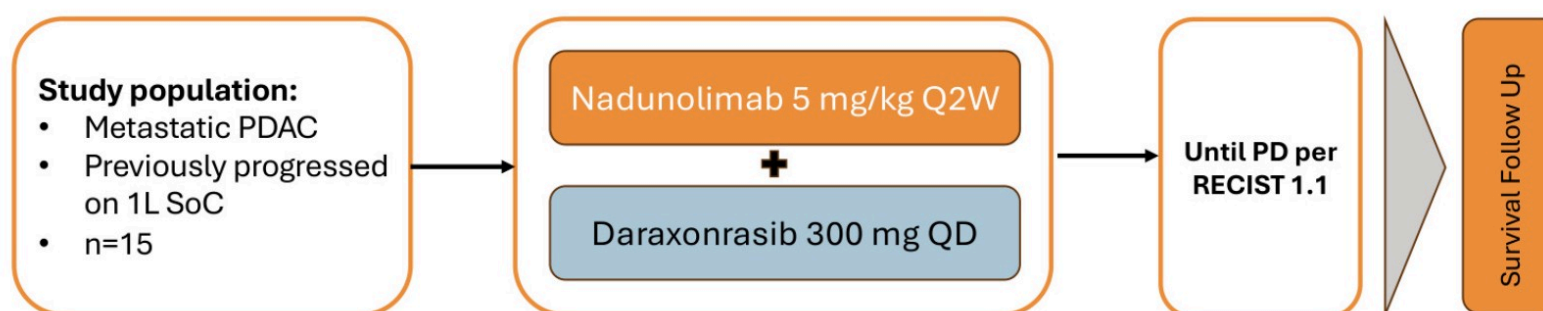 Study population:
• Metastatic PDAC
• Previously progressed
on 1L SoC
• n=15
Nadunolimab 5 mg/kg Q2W
+
Daraxonrasib 300 mg QD
Until PD per
RECIST 1.1
Survival Follow Up